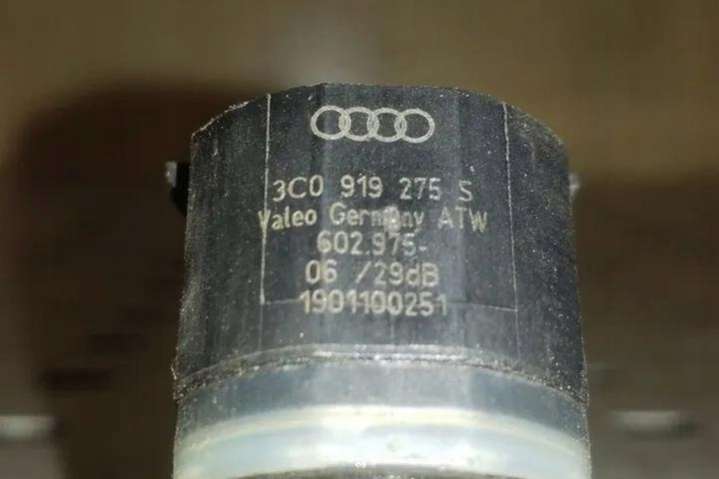 3C0 919 275 S
Valeo Germany ATW
602.975-
06 /29dB
1901100251